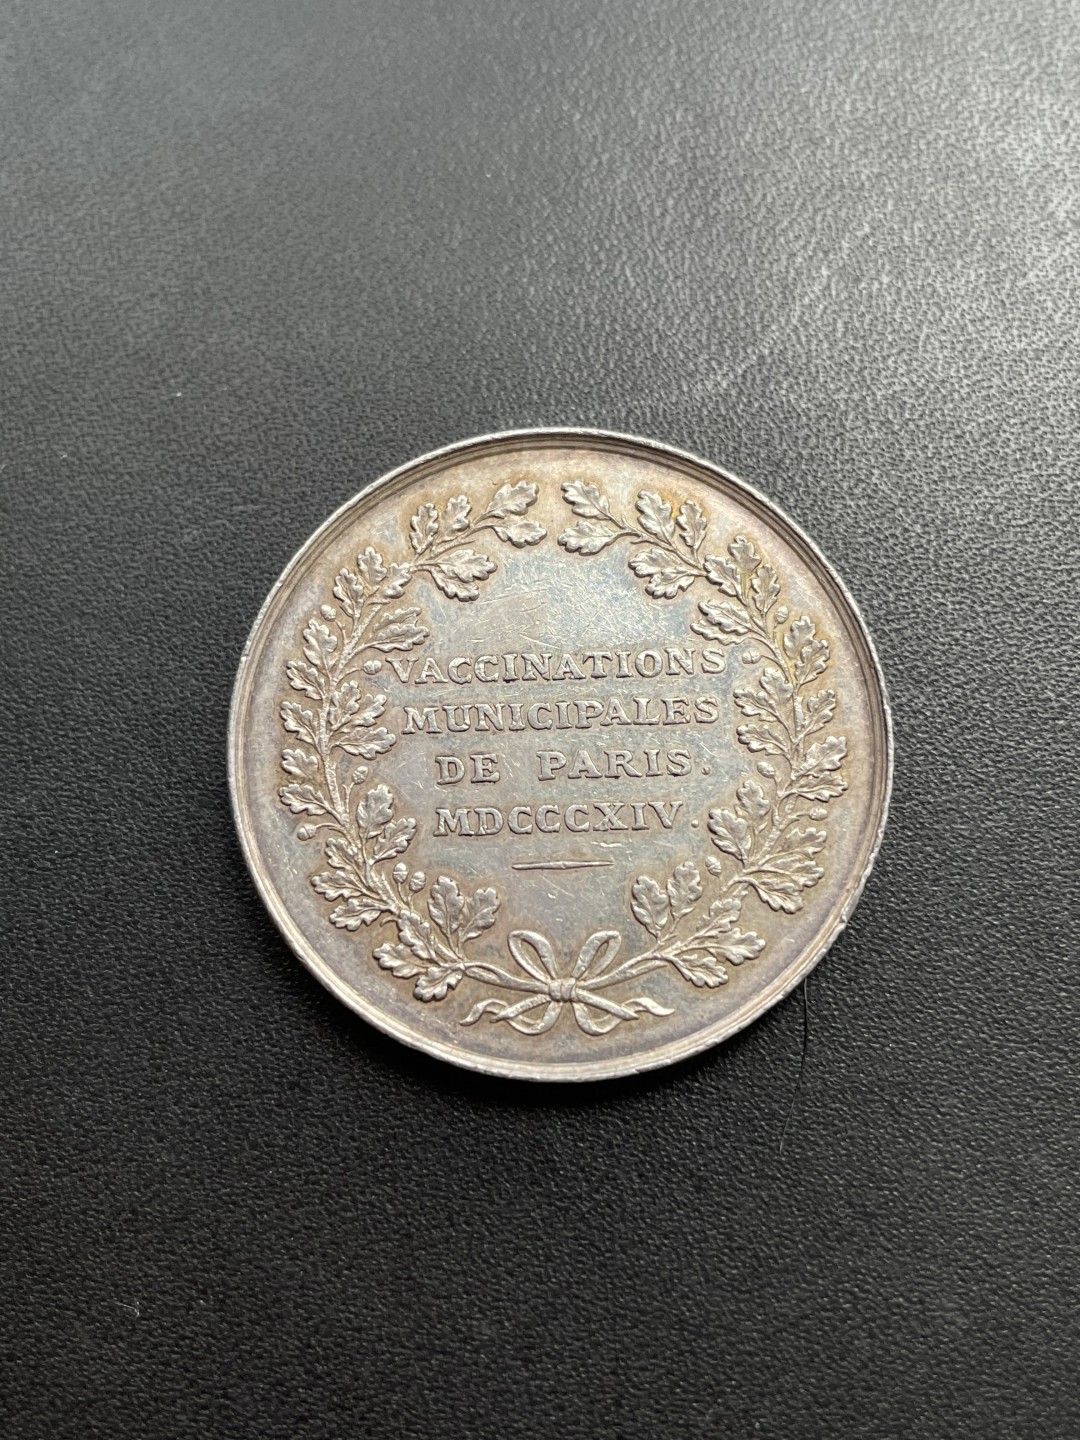 VACCINATIONS
MUNICIPALES
DE PARIS.
MDCCCXIV.